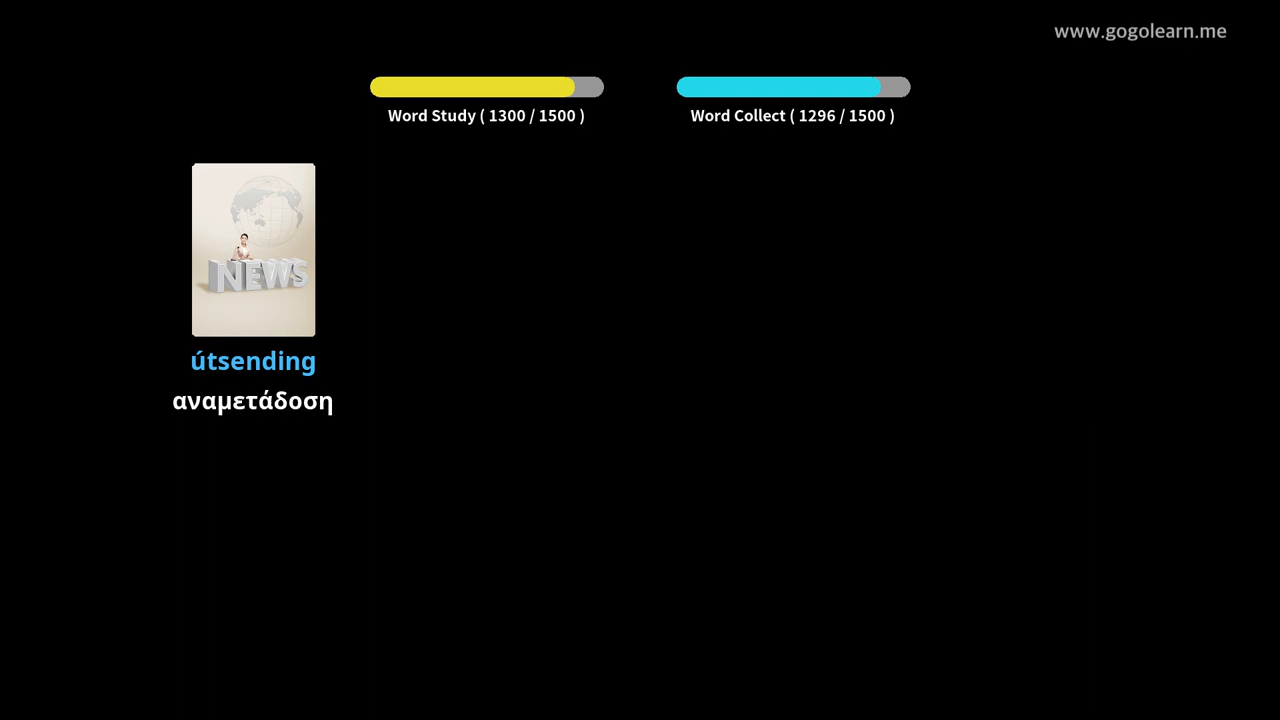 www.gogolearn.me
Word Study ( 1300 / 1500 )
Word Collect ( 1296 / 1500 )
NEWS
útsending
αναμετάδοση